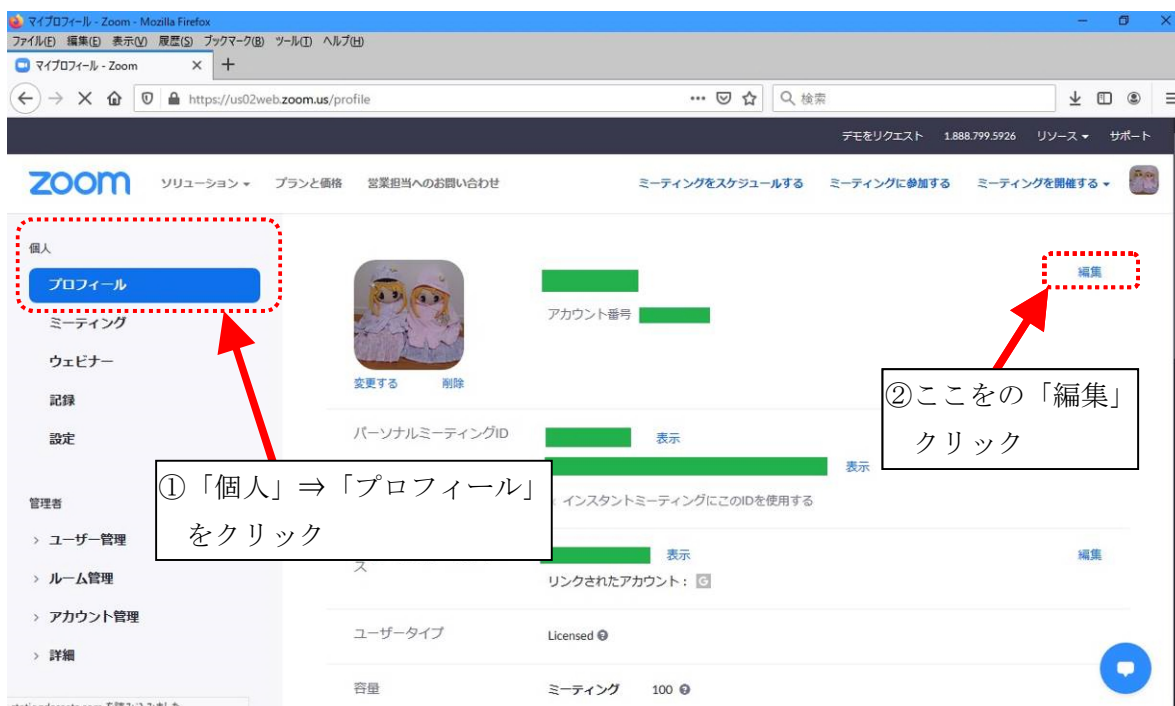 マイプロフィール - Zoom - Mozilla Firefox
ファイル(F) 編集(E) 表示(V) 履歴(S) ブックマーク(B) ツール(T) ヘルプ(H)
マイプロフィール - Zoom
https://us02web.zoom.us/profile
検索
デモをリクエスト 1.888.799.5926 リソース サポート
zoom ソリューション プランと価格 営業担当へのお問い合わせ ミーティングをスケジュールする ミーティングに参加する ミーティングを開催する
個人
プロフィール
編集
ミーティング
アカウント番号
ウェビナー
変更する 削除
記録
②ここをの「編集」
クリック
設定
パーソナルミーティングID 表示
表示
①「個人」⇒「プロフィール」
をクリック
管理者
インスタントミーティングにこのIDを使用する
ユーザー管理
ス 表示 編集
ルーム管理
リンクされたアカウント: G
アカウント管理
ユーザータイプ Licensed
詳細
容量 ミーティング 100